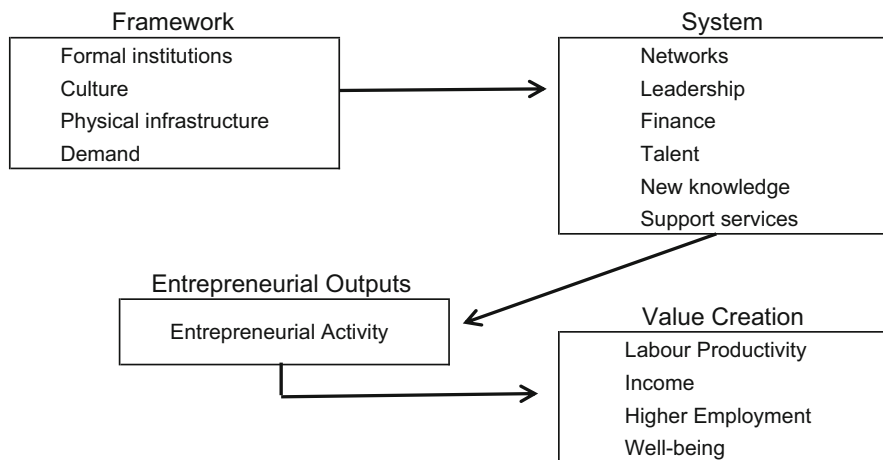 Framework
Formal institutions
Culture
Physical infrastructure
Demand
System
Networks
Leadership
Finance
Talent
New knowledge
Support services
Entrepreneurial Outputs
Entrepreneurial Activity
Value Creation
Labour Productivity
Income
Higher Employment
Well-being